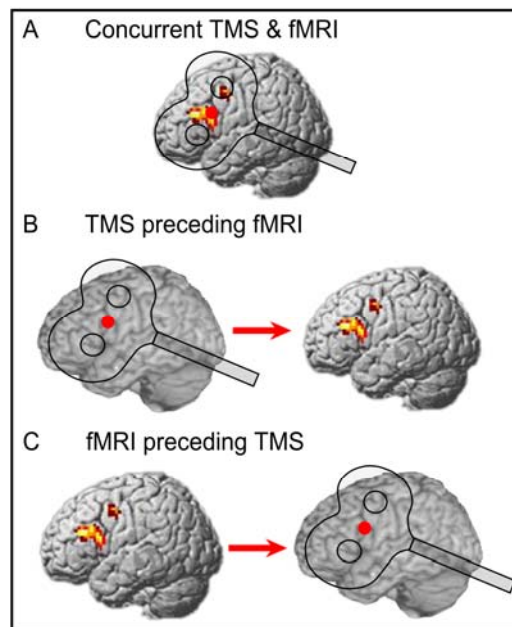 A Concurrent TMS & fMRI
B TMS preceding fMRI
C fMRI preceding TMS